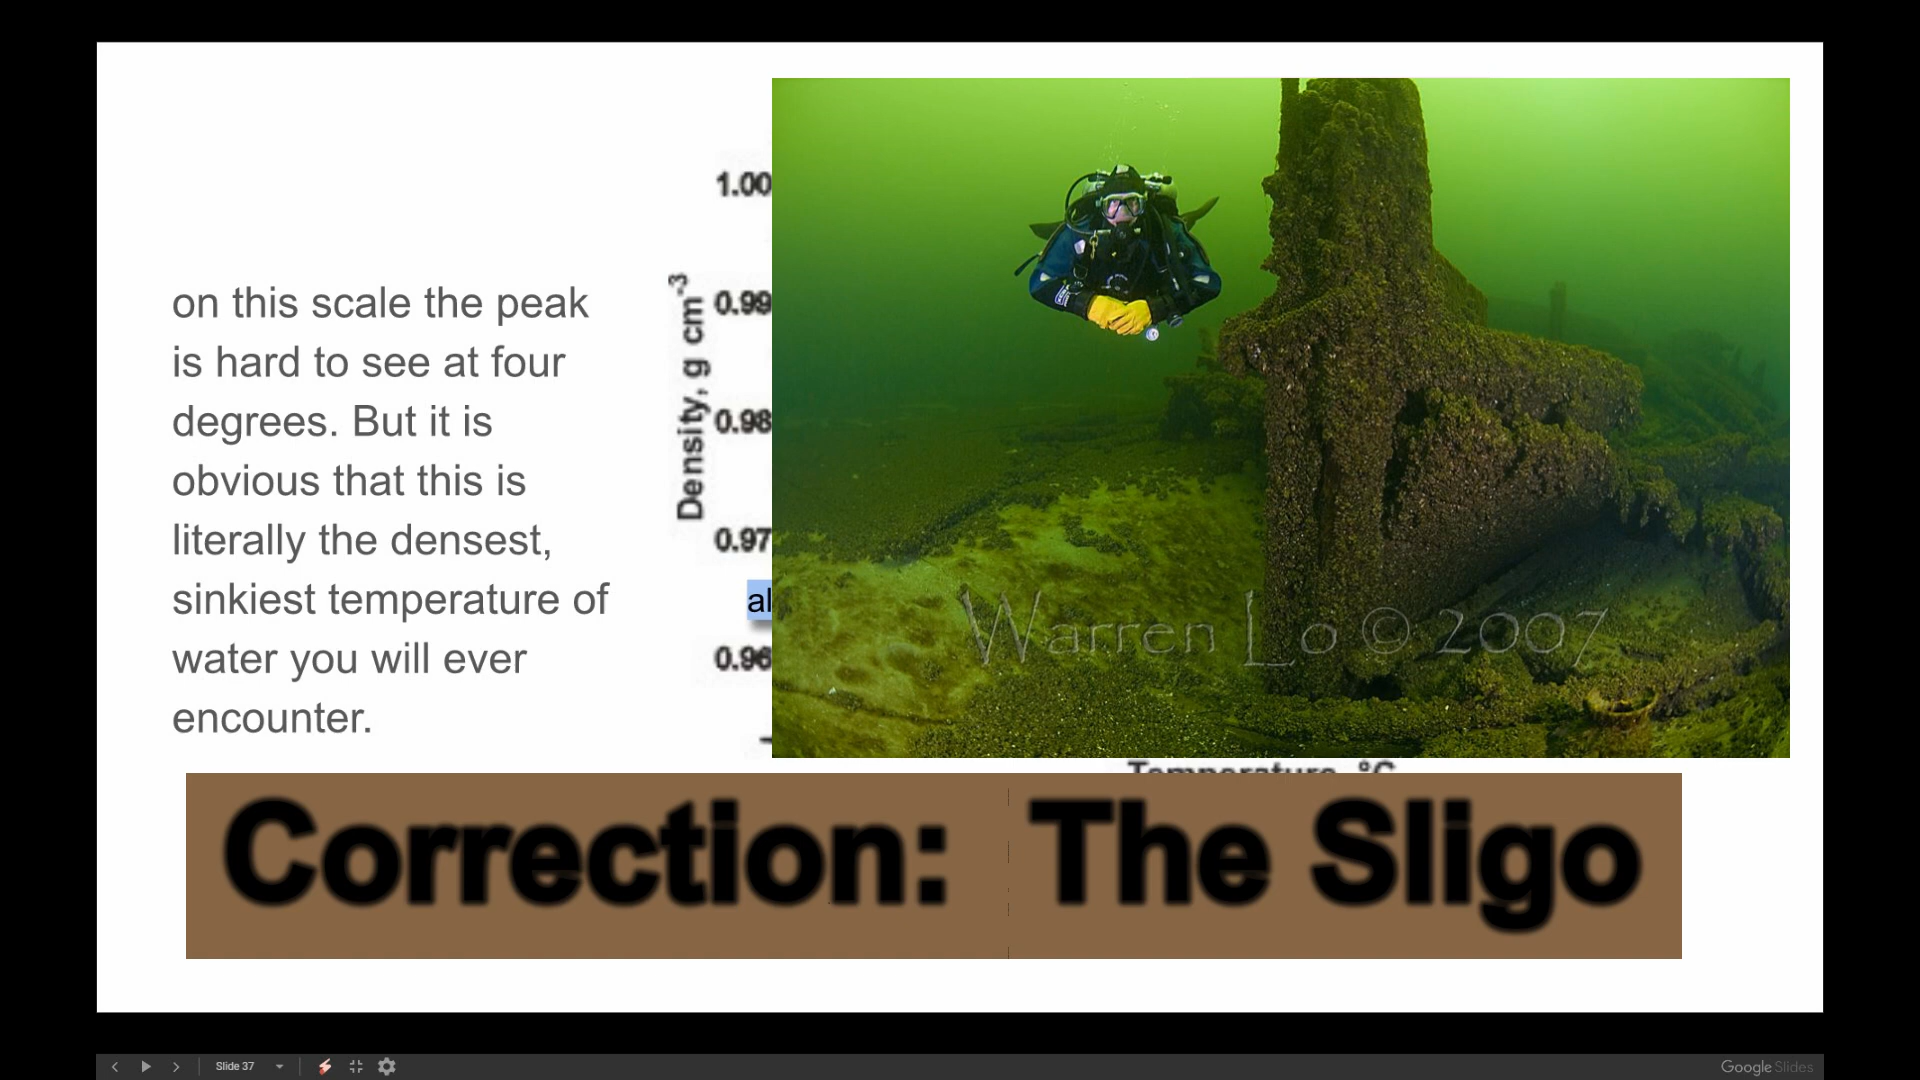 on this scale the peak
is hard to see at four
degrees. But it is
obvious that this is
literally the densest,
sinkiest temperature of
water you will ever
encounter.
Density, g cm-3
1.00
0.99
0.98
0.97
al
0.96
Warren Lo © 2007
Temperature, °C
Correction: The Sligo
Slide 37
Google Slides